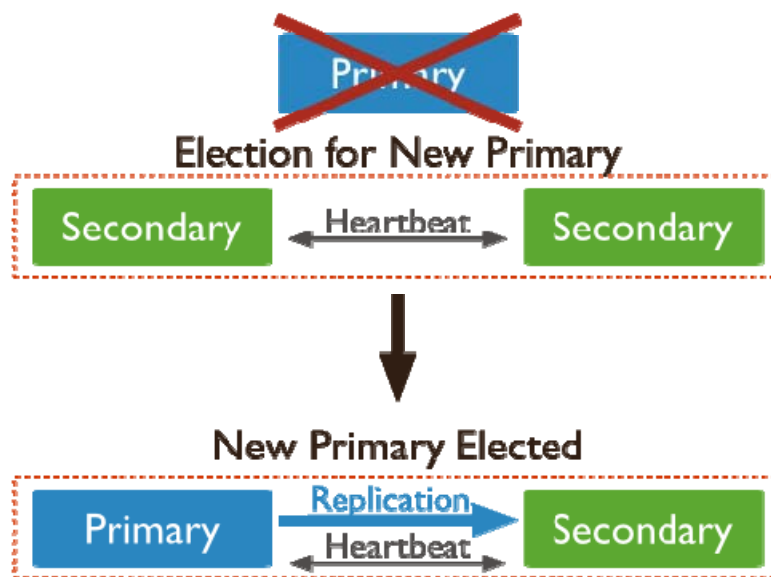 Primary
Election for New Primary
Secondary
Heartbeat
Secondary
New Primary Elected
Primary
Replication
Heartbeat
Secondary